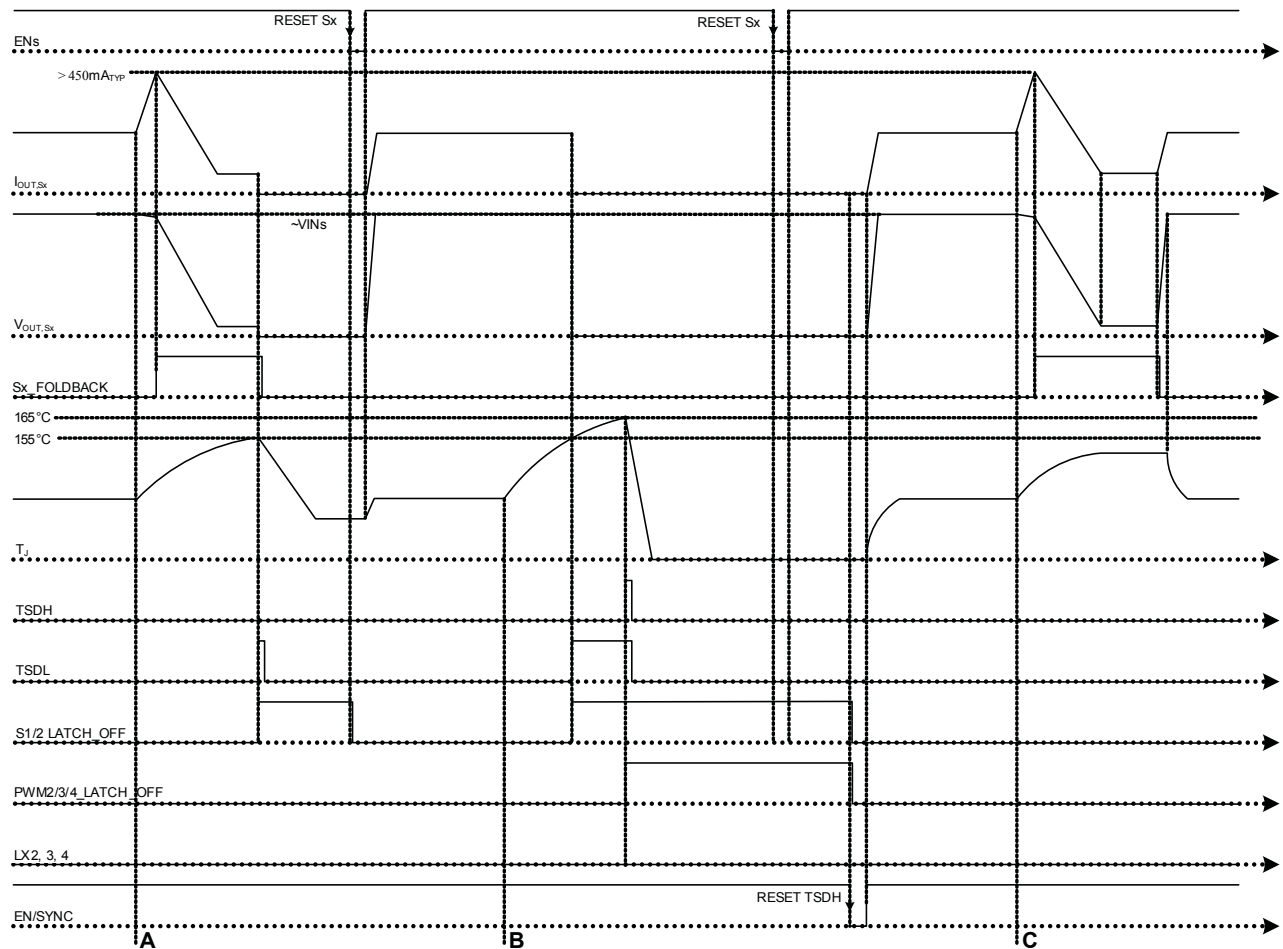 RESET Sx
RESET Sx
ENs
> 450mATYP
IOUT,Sx
~VINs
VOUT,Sx
Sx_FOLDBACK
165°C
155°C
TJ
TSDH
TSDL
S1/2 LATCH_OFF
PWM2/3/4_LATCH_OFF
LX2, 3, 4
RESET TSDH
EN/SYNC
A
B
C